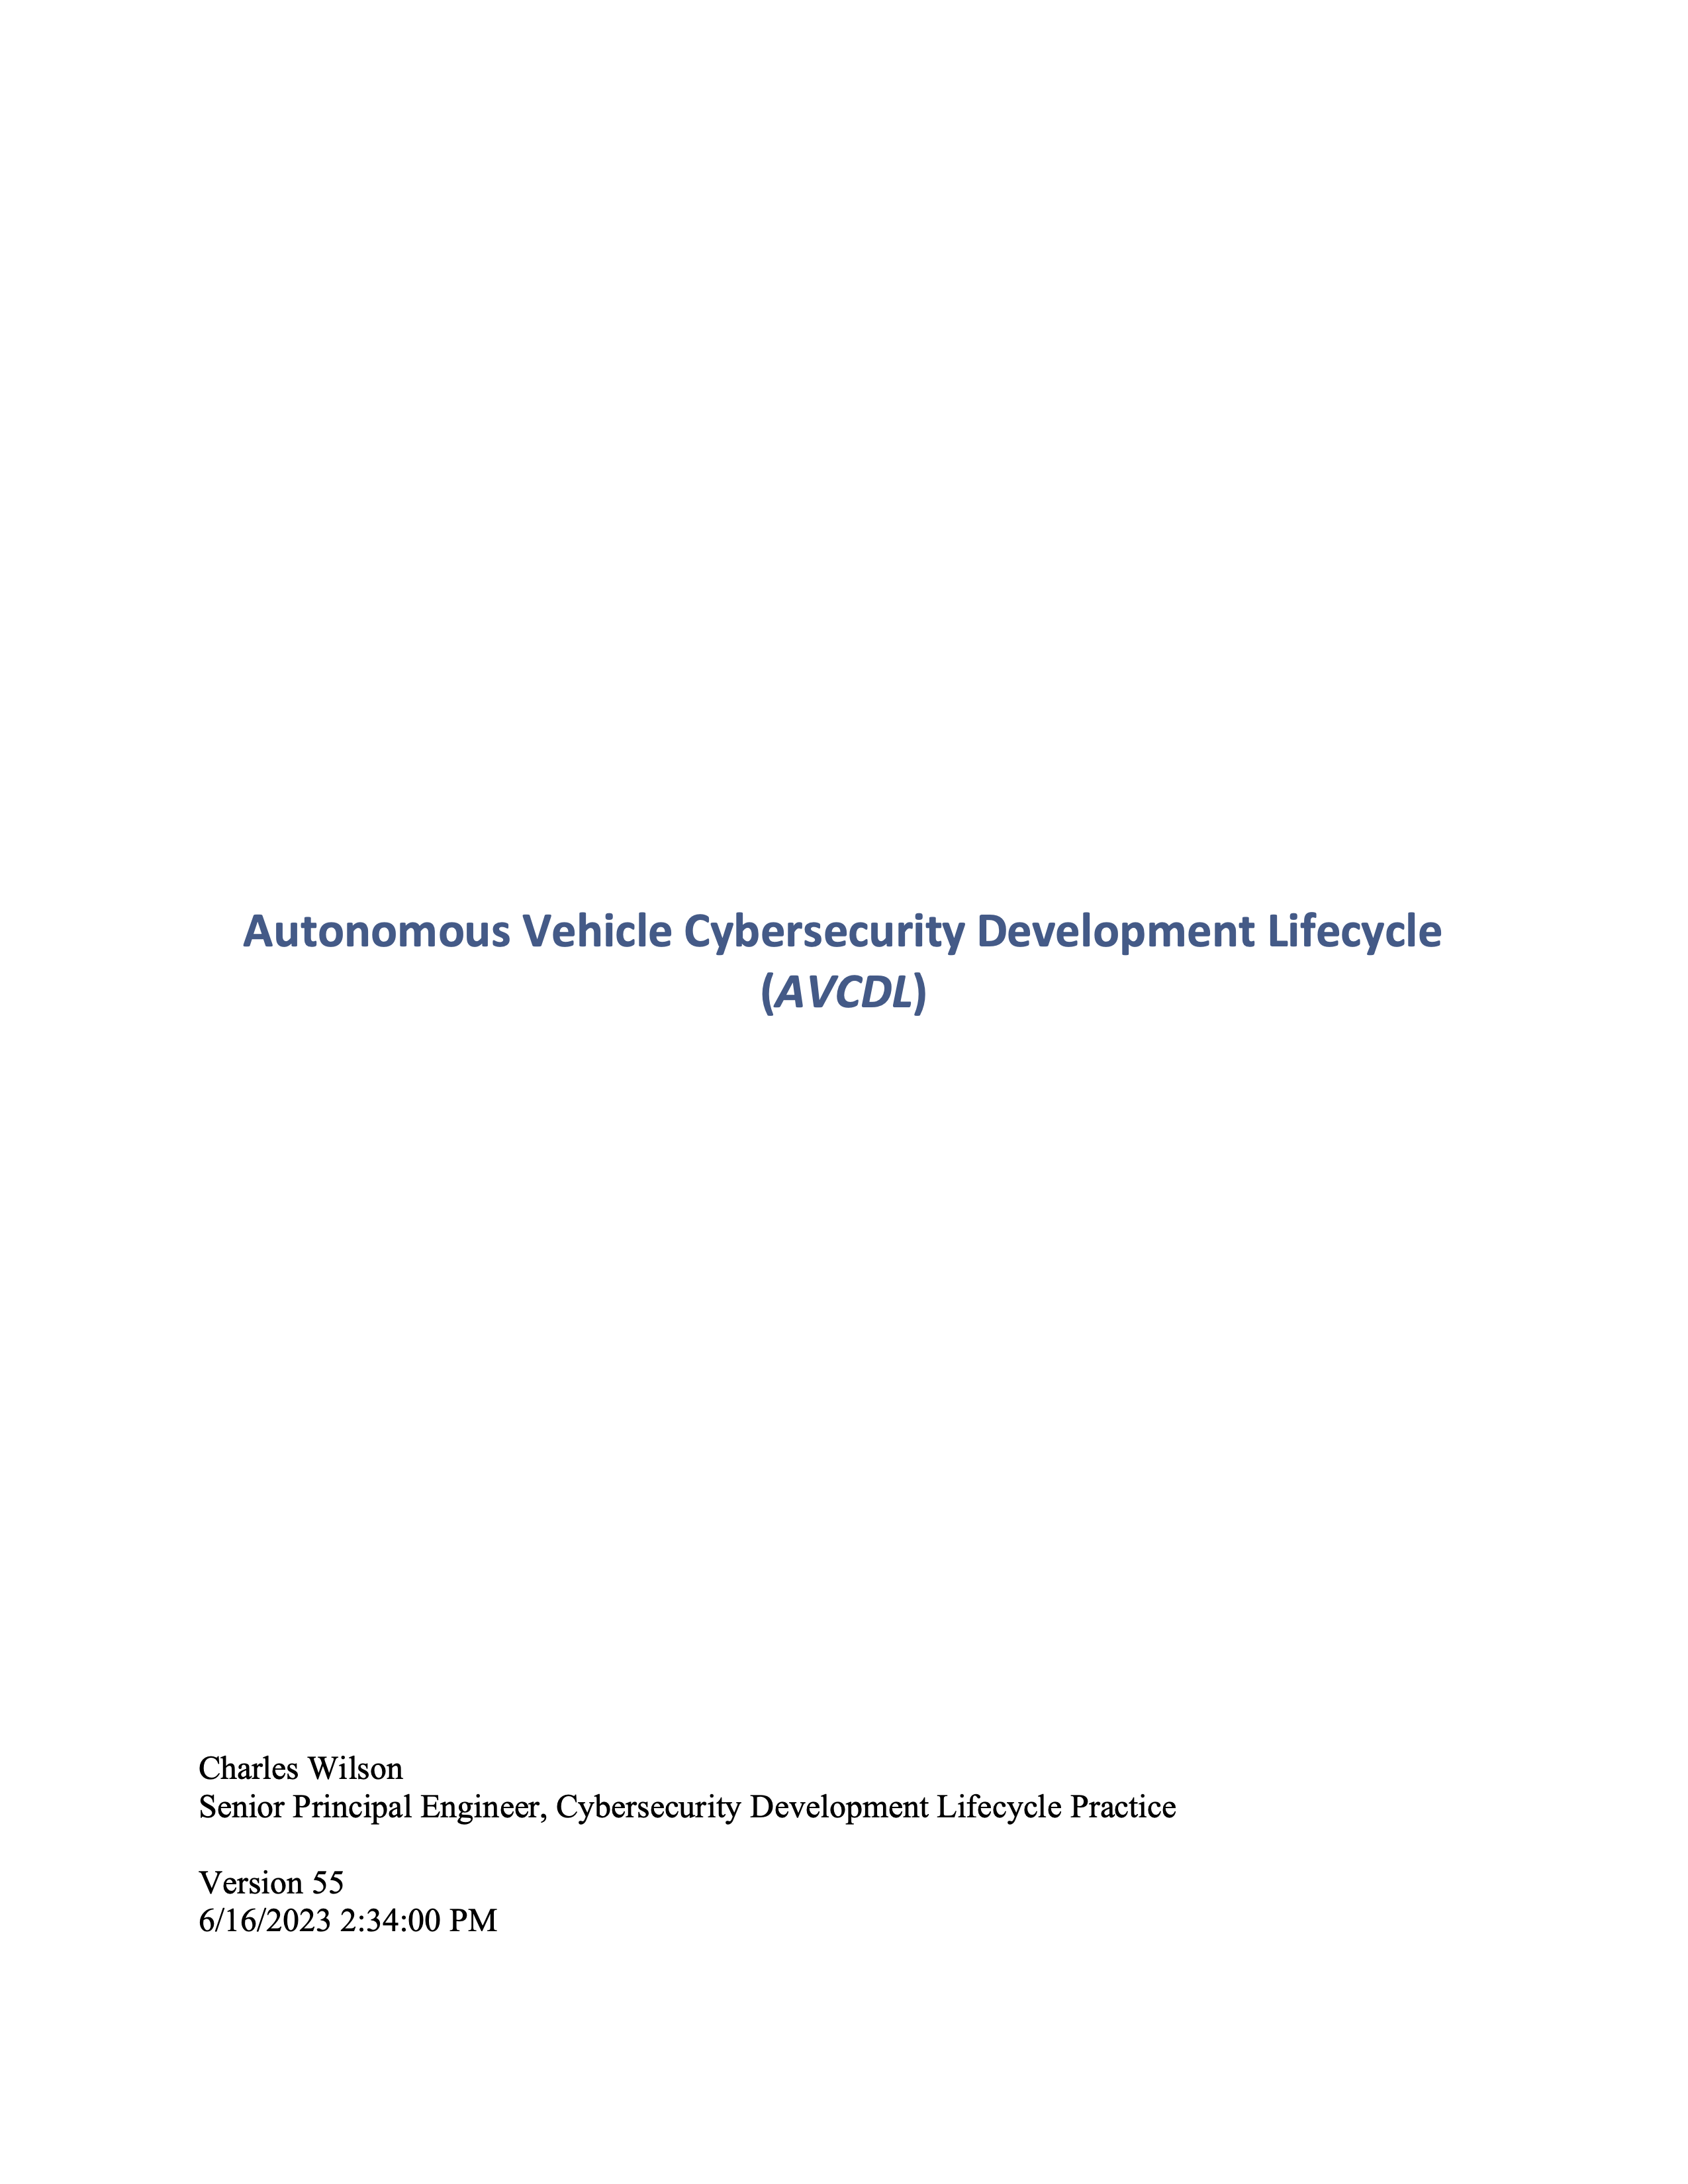 Autonomous Vehicle Cybersecurity Development Lifecycle
(AVCDL)
Charles Wilson
Senior Principal Engineer, Cybersecurity Development Lifecycle Practice
Version 55
6/16/2023 2:34:00 PM